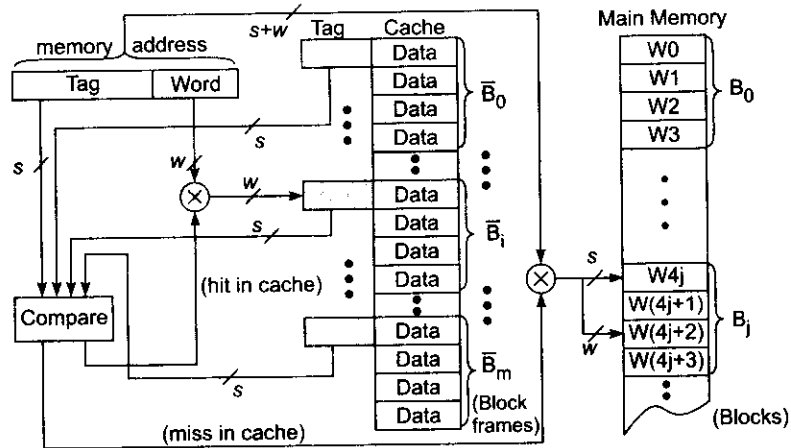 memory address
Tag Word
s+w
Tag Cache
Data
Data
Data
Data
B̅0
s
s
w
w
Data
Data
Data
Data
B̅i
s
(hit in cache)
Compare
Data
Data
Data
Data
B̅m
(Block
frames)
s
(miss in cache)
Main Memory
W0
W1
W2
W3
B0
s
w
W4j
W(4j+1)
W(4j+2)
W(4j+3)
Bj
(Blocks)